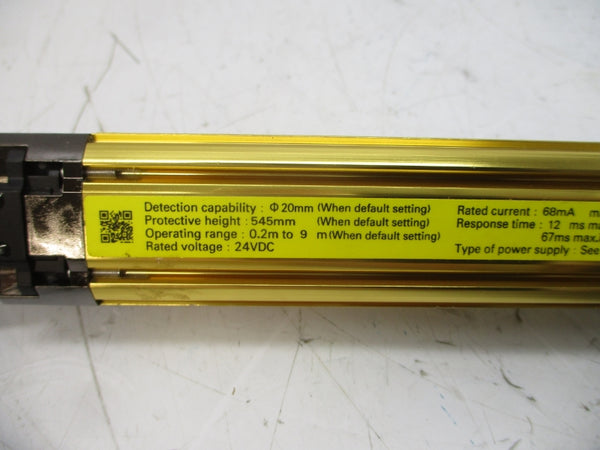 Detection capability : Φ20mm (When default setting)
Protective height : 545mm (When default setting)
Operating range : 0.2m to 9 m(When default setting)
Rated voltage : 24VDC
Rated current : 68mA
Response time : 12 ms
67ms max.
Type of power supply : See